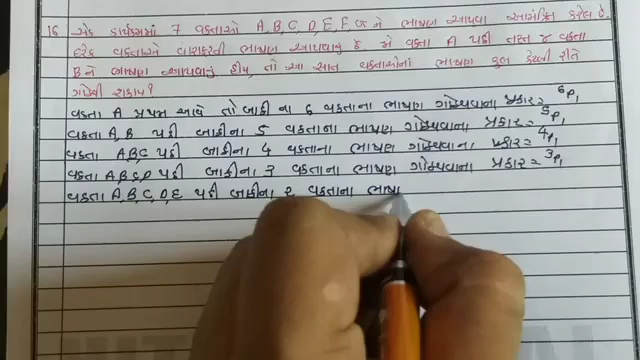 16 એક કાર્યક્રમમાં 7 વક્તાઓ A,B,C,D,E,F,G ને ભાષણ આપવા આમંત્રિત કરેલ છે.
દરેક વક્તાએ વારાફરતી ભાષણ આપવાનું છે. જો વક્તા A પછી તરત જ વક્તા
B ને ભાષણ આપવાનું હોય, તો આ સાત વક્તાઓનાં ભાષણ કુલ કેટલી રીતે
ગોઠવી શકાય?
વક્તા A પ્રથમ આવે તો બાકી ના 6 વક્તાના ભાષણ ગોઠવવાના પ્રકાર = ⁶P₁
વક્તા A,B પછી બાકીના 5 વક્તાના ભાષણ ગોઠવવાના પ્રકાર = ⁵P₁
વક્તા A,B,C પછી બાકીના 4 વક્તાના ભાષણ ગોઠવવાના પ્રકાર = ⁴P₁
વક્તા A,B,C,D પછી બાકીના 3 વક્તાના ભાષણ ગોઠવવાના પ્રકાર = ³P₁
વક્તા A,B,C,D,E પછી બાકીના 2 વક્તાના ભાષ